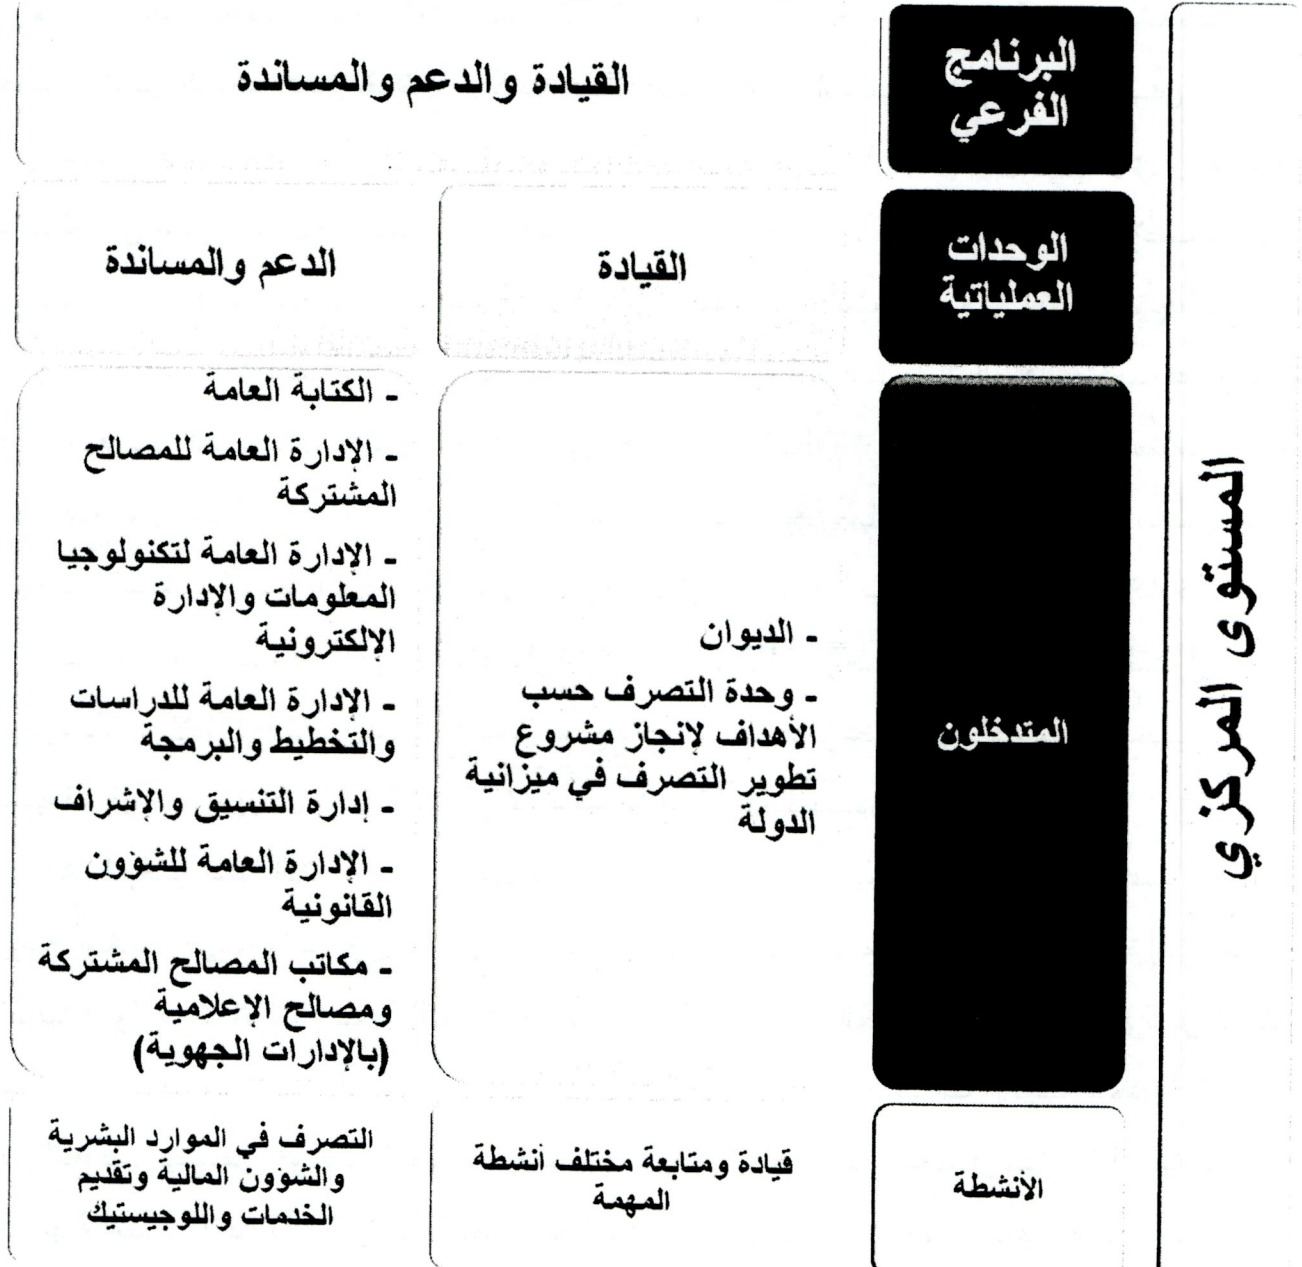 المستوى المركزي
البرنامج
الفرعي
القيادة والدعم والمساندة
الوحدات
العملياتية
القيادة
الدعم والمساندة
المتدخلون
- الديوان
- وحدة التصرف حسب
الأهداف لإنجاز مشروع
تطوير التصرف في ميزانية
الدولة
- الكتابة العامة
- الإدارة العامة للمصالح
المشتركة
- الإدارة العامة لتكنولوجيا
المعلومات والإدارة
الإلكترونية
- الإدارة العامة للدراسات
والتخطيط والبرمجة
- إدارة التنسيق والإشراف
- الإدارة العامة للشؤون
القانونية
- مكاتب المصالح المشتركة
ومصالح الإعلامية
(بالإدارات الجهوية)
الأنشطة
قيادة ومتابعة مختلف أنشطة
المهمة
التصرف في الموارد البشرية
والشؤون المالية وتقديم
الخدمات واللوجيستيك